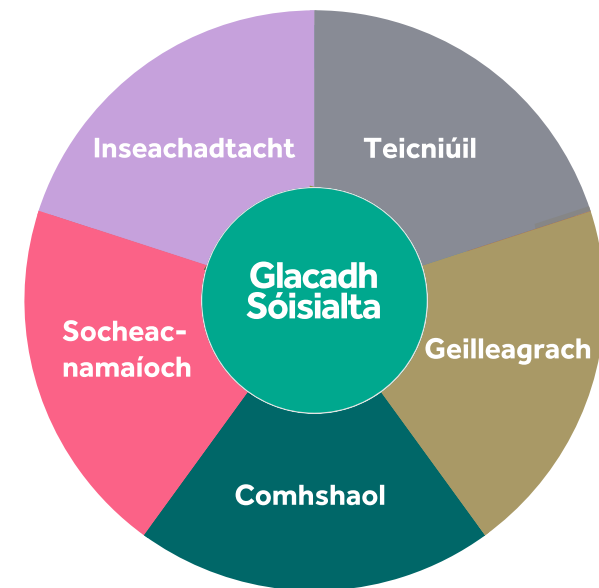 Inseachadtacht
Teicniúil
Glacadh
Sóisialta
Socheac-
namaíoch
Geilleagrach
Comhshaol